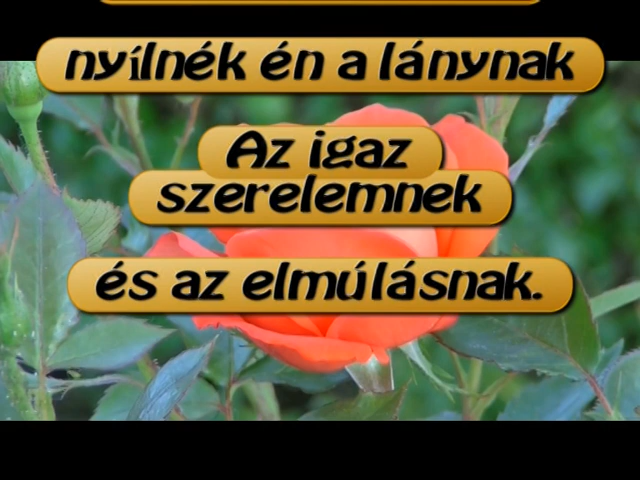 nyílnék én a lánynak
Az igaz
szerelemnek
és az elmúlásnak.